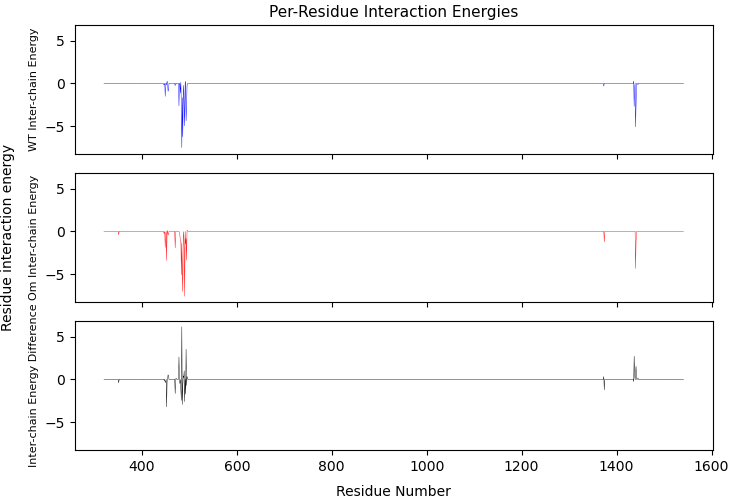 Per-Residue Interaction Energies
Residue interaction energy
WT Inter-chain Energy
5
0
−5
Om Inter-chain Energy
5
0
−5
Inter-chain Energy Difference
5
0
−5
400 600 800 1000 1200 1400 1600
Residue Number